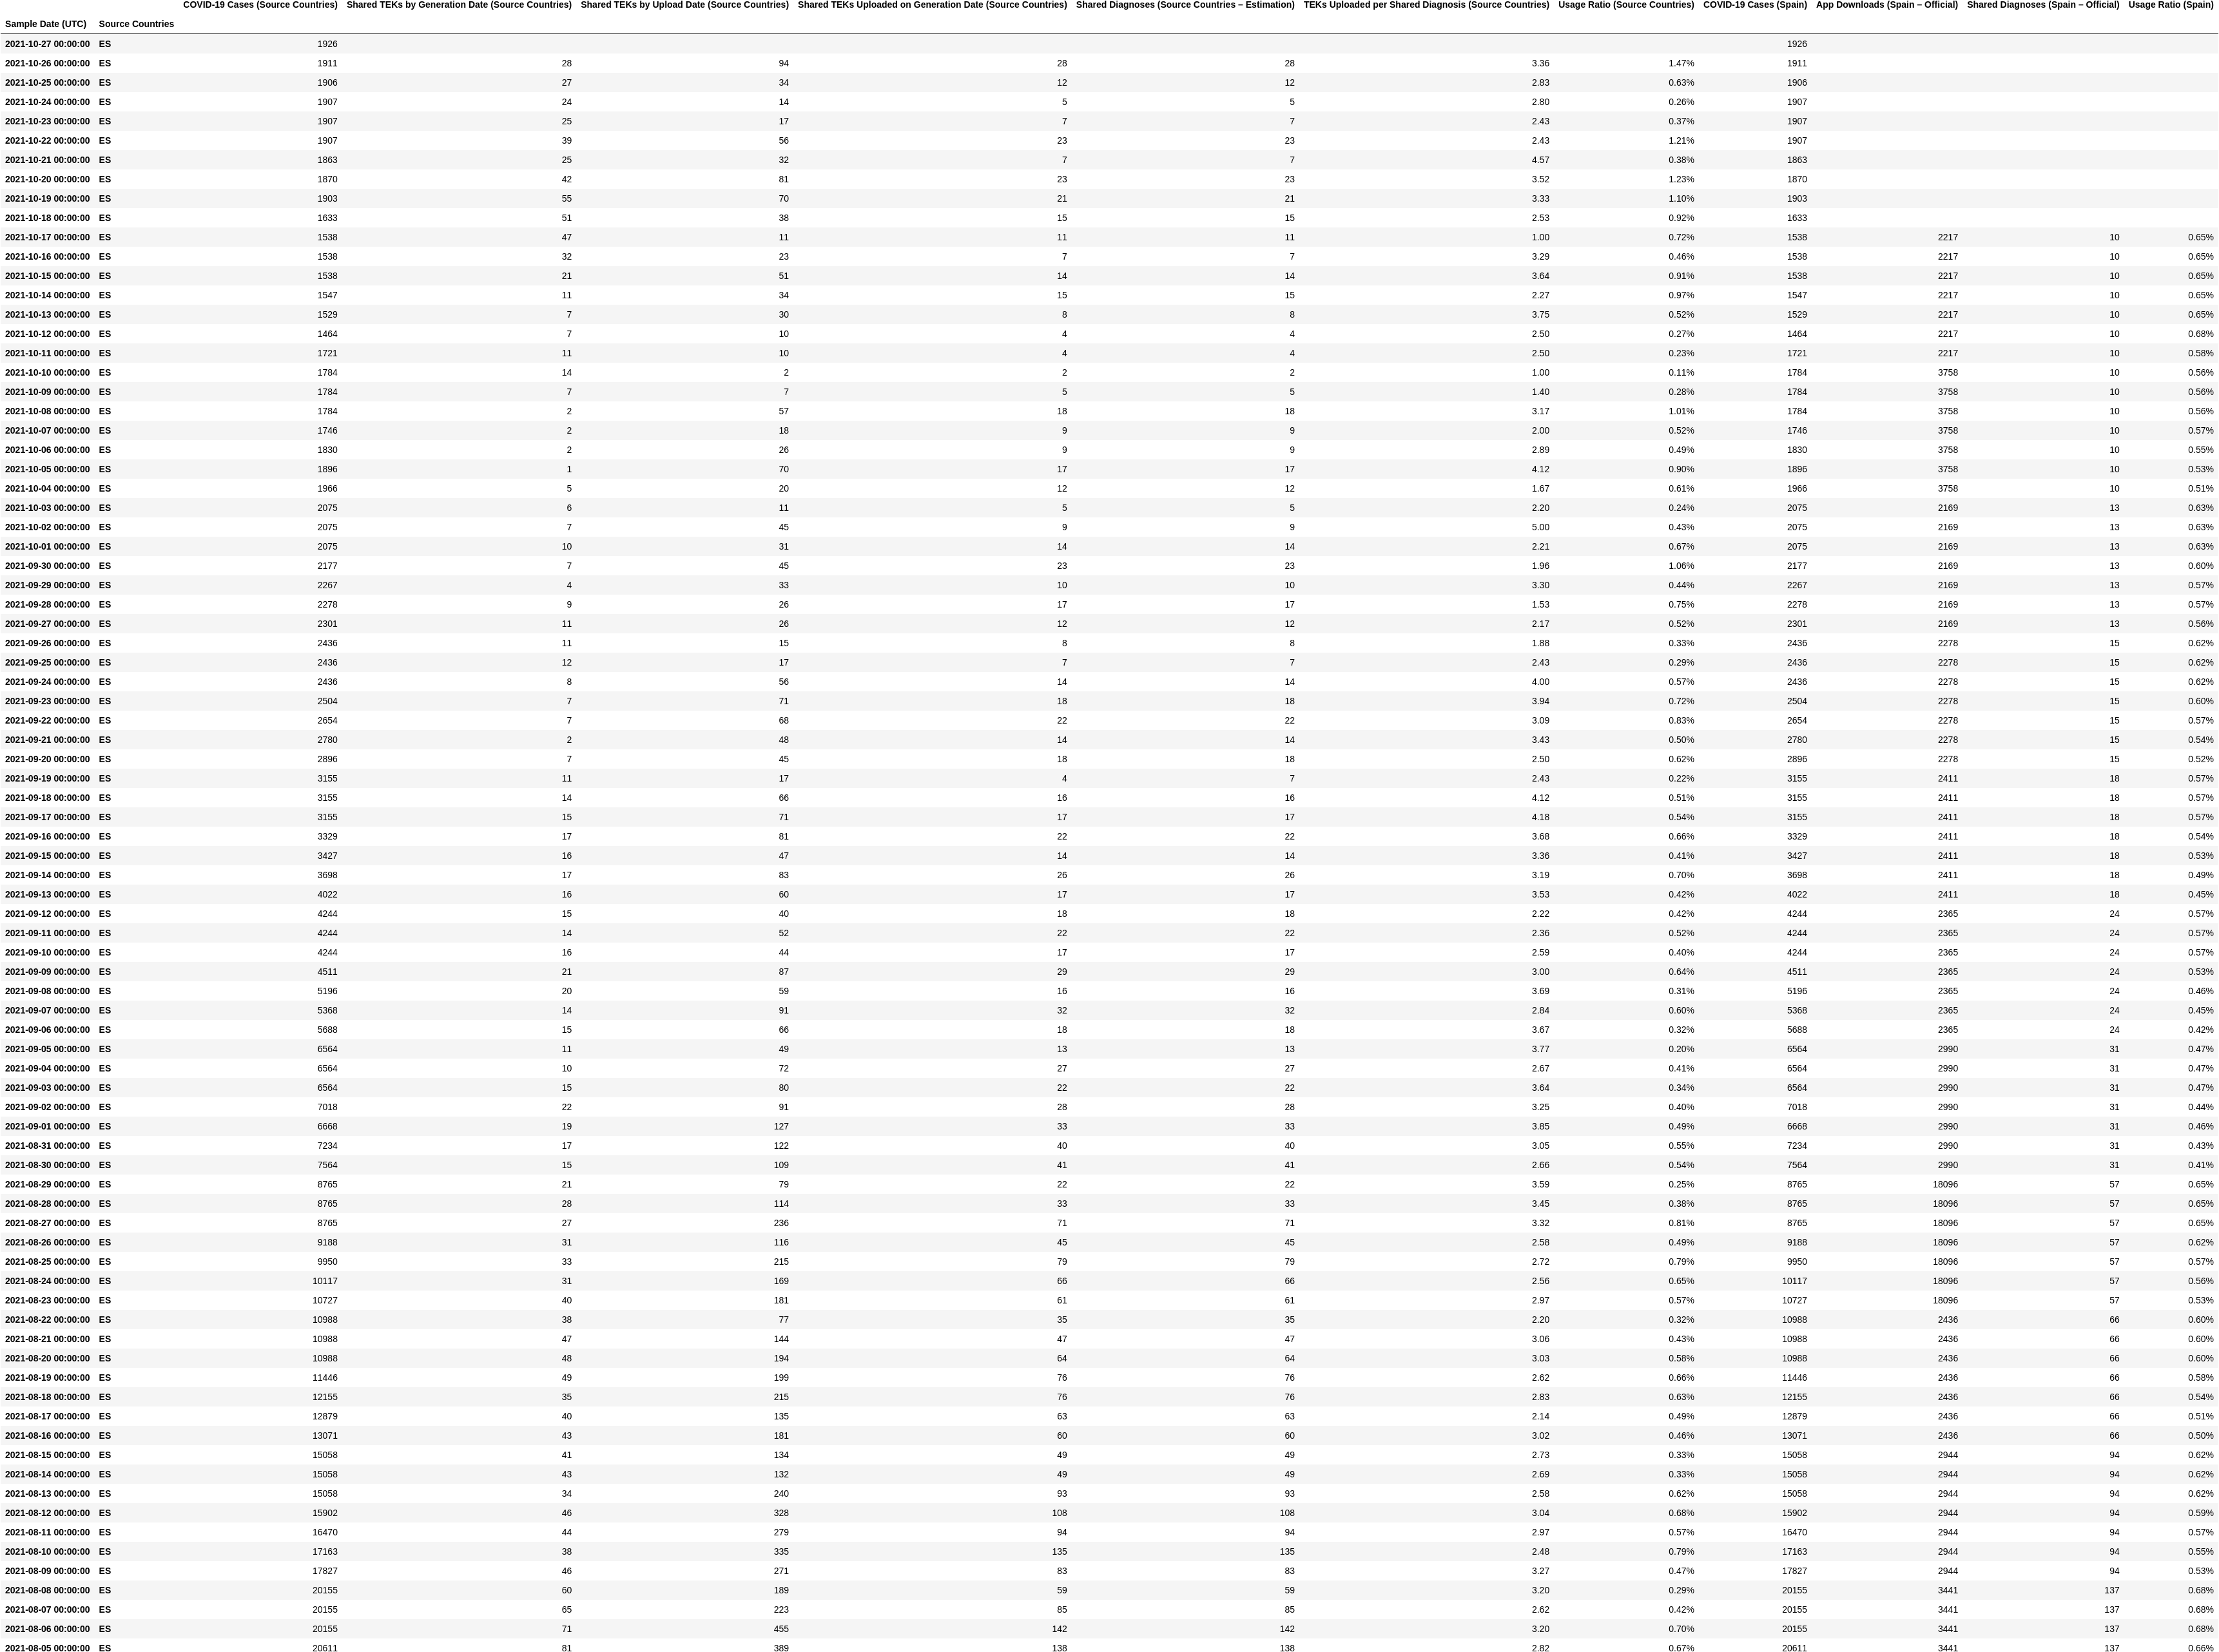 COVID-19 Cases (Source Countries) Shared TEKs by Generation Date (Source Countries) Shared TEKs by Upload Date (Source Countries) Shared TEKs Uploaded on Generation Date (Source Countries) Shared Diagnoses (Source Countries – Estimation) TEKs Uploaded per Shared Diagnosis (Source Countries) Usage Ratio (Source Countries) COVID-19 Cases (Spain) App Downloads (Spain – Official) Shared Diagnoses (Spain – Official) Usage Ratio (Spain)
Sample Date (UTC) Source Countries
2021-10-27 00:00:00 ES 1926 1926
2021-10-26 00:00:00 ES 1911 28 94 28 28 3.36 1.47% 1911
2021-10-25 00:00:00 ES 1906 27 34 12 12 2.83 0.63% 1906
2021-10-24 00:00:00 ES 1907 24 14 5 5 2.80 0.26% 1907
2021-10-23 00:00:00 ES 1907 25 17 7 7 2.43 0.37% 1907
2021-10-22 00:00:00 ES 1907 39 56 23 23 2.43 1.21% 1907
2021-10-21 00:00:00 ES 1863 25 32 7 7 4.57 0.38% 1863
2021-10-20 00:00:00 ES 1870 42 81 23 23 3.52 1.23% 1870
2021-10-19 00:00:00 ES 1903 55 70 21 21 3.33 1.10% 1903
2021-10-18 00:00:00 ES 1633 51 38 15 15 2.53 0.92% 1633
2021-10-17 00:00:00 ES 1538 47 11 11 11 1.00 0.72% 1538 2217 10 0.65%
2021-10-16 00:00:00 ES 1538 32 23 7 7 3.29 0.46% 1538 2217 10 0.65%
2021-10-15 00:00:00 ES 1538 21 51 14 14 3.64 0.91% 1538 2217 10 0.65%
2021-10-14 00:00:00 ES 1547 11 34 15 15 2.27 0.97% 1547 2217 10 0.65%
2021-10-13 00:00:00 ES 1529 7 30 8 8 3.75 0.52% 1529 2217 10 0.65%
2021-10-12 00:00:00 ES 1464 7 10 4 4 2.50 0.27% 1464 2217 10 0.68%
2021-10-11 00:00:00 ES 1721 11 10 4 4 2.50 0.23% 1721 2217 10 0.58%
2021-10-10 00:00:00 ES 1784 14 2 2 2 1.00 0.11% 1784 3758 10 0.56%
2021-10-09 00:00:00 ES 1784 7 7 5 5 1.40 0.28% 1784 3758 10 0.56%
2021-10-08 00:00:00 ES 1784 2 57 18 18 3.17 1.01% 1784 3758 10 0.56%
2021-10-07 00:00:00 ES 1746 2 18 9 9 2.00 0.52% 1746 3758 10 0.57%
2021-10-06 00:00:00 ES 1830 2 26 9 9 2.89 0.49% 1830 3758 10 0.55%
2021-10-05 00:00:00 ES 1896 1 70 17 17 4.12 0.90% 1896 3758 10 0.53%
2021-10-04 00:00:00 ES 1966 5 20 12 12 1.67 0.61% 1966 3758 10 0.51%
2021-10-03 00:00:00 ES 2075 6 11 5 5 2.20 0.24% 2075 2169 13 0.63%
2021-10-02 00:00:00 ES 2075 7 45 9 9 5.00 0.43% 2075 2169 13 0.63%
2021-10-01 00:00:00 ES 2075 10 31 14 14 2.21 0.67% 2075 2169 13 0.63%
2021-09-30 00:00:00 ES 2177 7 45 23 23 1.96 1.06% 2177 2169 13 0.60%
2021-09-29 00:00:00 ES 2267 4 33 10 10 3.30 0.44% 2267 2169 13 0.57%
2021-09-28 00:00:00 ES 2278 9 26 17 17 1.53 0.75% 2278 2169 13 0.57%
2021-09-27 00:00:00 ES 2301 11 26 12 12 2.17 0.52% 2301 2169 13 0.56%
2021-09-26 00:00:00 ES 2436 11 15 8 8 1.88 0.33% 2436 2278 15 0.62%
2021-09-25 00:00:00 ES 2436 12 17 7 7 2.43 0.29% 2436 2278 15 0.62%
2021-09-24 00:00:00 ES 2436 8 56 14 14 4.00 0.57% 2436 2278 15 0.62%
2021-09-23 00:00:00 ES 2504 7 71 18 18 3.94 0.72% 2504 2278 15 0.60%
2021-09-22 00:00:00 ES 2654 7 68 22 22 3.09 0.83% 2654 2278 15 0.57%
2021-09-21 00:00:00 ES 2780 2 48 14 14 3.43 0.50% 2780 2278 15 0.54%
2021-09-20 00:00:00 ES 2896 7 45 18 18 2.50 0.62% 2896 2278 15 0.52%
2021-09-19 00:00:00 ES 3155 11 17 4 7 2.43 0.22% 3155 2411 18 0.57%
2021-09-18 00:00:00 ES 3155 14 66 16 16 4.12 0.51% 3155 2411 18 0.57%
2021-09-17 00:00:00 ES 3155 15 71 17 17 4.18 0.54% 3155 2411 18 0.57%
2021-09-16 00:00:00 ES 3329 17 81 22 22 3.68 0.66% 3329 2411 18 0.54%
2021-09-15 00:00:00 ES 3427 16 47 14 14 3.36 0.41% 3427 2411 18 0.53%
2021-09-14 00:00:00 ES 3698 17 83 26 26 3.19 0.70% 3698 2411 18 0.49%
2021-09-13 00:00:00 ES 4022 16 60 17 17 3.53 0.42% 4022 2411 18 0.45%
2021-09-12 00:00:00 ES 4244 15 40 18 18 2.22 0.42% 4244 2365 24 0.57%
2021-09-11 00:00:00 ES 4244 14 52 22 22 2.36 0.52% 4244 2365 24 0.57%
2021-09-10 00:00:00 ES 4244 16 44 17 17 2.59 0.40% 4244 2365 24 0.57%
2021-09-09 00:00:00 ES 4511 21 87 29 29 3.00 0.64% 4511 2365 24 0.53%
2021-09-08 00:00:00 ES 5196 20 59 16 16 3.69 0.31% 5196 2365 24 0.46%
2021-09-07 00:00:00 ES 5368 14 91 32 32 2.84 0.60% 5368 2365 24 0.45%
2021-09-06 00:00:00 ES 5688 15 66 18 18 3.67 0.32% 5688 2365 24 0.42%
2021-09-05 00:00:00 ES 6564 11 49 13 13 3.77 0.20% 6564 2990 31 0.47%
2021-09-04 00:00:00 ES 6564 10 72 27 27 2.67 0.41% 6564 2990 31 0.47%
2021-09-03 00:00:00 ES 6564 15 80 22 22 3.64 0.34% 6564 2990 31 0.47%
2021-09-02 00:00:00 ES 7018 22 91 28 28 3.25 0.40% 7018 2990 31 0.44%
2021-09-01 00:00:00 ES 6668 19 127 33 33 3.85 0.49% 6668 2990 31 0.46%
2021-08-31 00:00:00 ES 7234 17 122 40 40 3.05 0.55% 7234 2990 31 0.43%
2021-08-30 00:00:00 ES 7564 15 109 41 41 2.66 0.54% 7564 2990 31 0.41%
2021-08-29 00:00:00 ES 8765 21 79 22 22 3.59 0.25% 8765 18096 57 0.65%
2021-08-28 00:00:00 ES 8765 28 114 33 33 3.45 0.38% 8765 18096 57 0.65%
2021-08-27 00:00:00 ES 8765 27 236 71 71 3.32 0.81% 8765 18096 57 0.65%
2021-08-26 00:00:00 ES 9188 31 116 45 45 2.58 0.49% 9188 18096 57 0.62%
2021-08-25 00:00:00 ES 9950 33 215 79 79 2.72 0.79% 9950 18096 57 0.57%
2021-08-24 00:00:00 ES 10117 31 169 66 66 2.56 0.65% 10117 18096 57 0.56%
2021-08-23 00:00:00 ES 10727 40 181 61 61 2.97 0.57% 10727 18096 57 0.53%
2021-08-22 00:00:00 ES 10988 38 77 35 35 2.20 0.32% 10988 2436 66 0.60%
2021-08-21 00:00:00 ES 10988 47 144 47 47 3.06 0.43% 10988 2436 66 0.60%
2021-08-20 00:00:00 ES 10988 48 194 64 64 3.03 0.58% 10988 2436 66 0.60%
2021-08-19 00:00:00 ES 11446 49 199 76 76 2.62 0.66% 11446 2436 66 0.58%
2021-08-18 00:00:00 ES 12155 35 215 76 76 2.83 0.63% 12155 2436 66 0.54%
2021-08-17 00:00:00 ES 12879 40 135 63 63 2.14 0.49% 12879 2436 66 0.51%
2021-08-16 00:00:00 ES 13071 43 181 60 60 3.02 0.46% 13071 2436 66 0.50%
2021-08-15 00:00:00 ES 15058 41 134 49 49 2.73 0.33% 15058 2944 94 0.62%
2021-08-14 00:00:00 ES 15058 43 132 49 49 2.69 0.33% 15058 2944 94 0.62%
2021-08-13 00:00:00 ES 15058 34 240 93 93 2.58 0.62% 15058 2944 94 0.62%
2021-08-12 00:00:00 ES 15902 46 328 108 108 3.04 0.68% 15902 2944 94 0.59%
2021-08-11 00:00:00 ES 16470 44 279 94 94 2.97 0.57% 16470 2944 94 0.57%
2021-08-10 00:00:00 ES 17163 38 335 135 135 2.48 0.79% 17163 2944 94 0.55%
2021-08-09 00:00:00 ES 17827 46 271 83 83 3.27 0.47% 17827 2944 94 0.53%
2021-08-08 00:00:00 ES 20155 60 189 59 59 3.20 0.29% 20155 3441 137 0.68%
2021-08-07 00:00:00 ES 20155 65 223 85 85 2.62 0.42% 20155 3441 137 0.68%
2021-08-06 00:00:00 ES 20155 71 455 142 142 3.20 0.70% 20155 3441 137 0.68%
2021-08-05 00:00:00 ES 20611 81 389 138 138 2.82 0.67% 20611 3441 137 0.66%